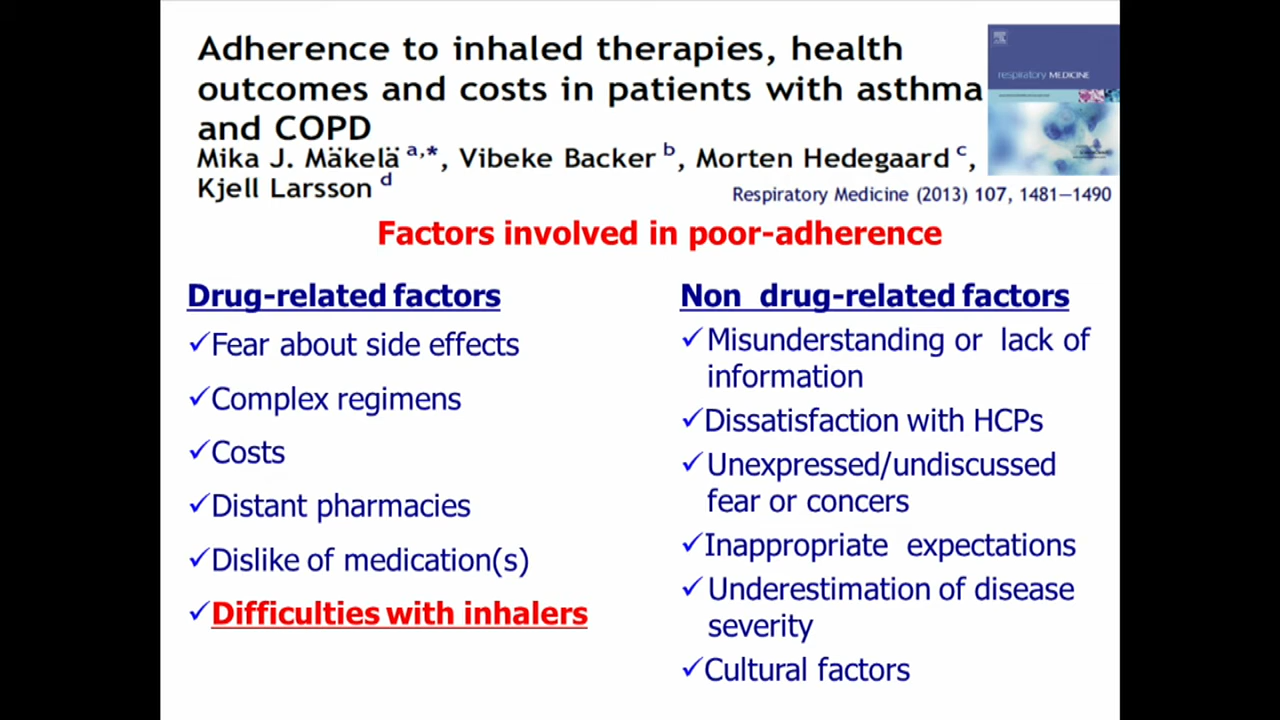 Adherence to inhaled therapies, health
outcomes and costs in patients with asthma
and COPD
respiratory MEDICINE
Mika J. Mäkelä a,*, Vibeke Backer b, Morten Hedegaard c,
Kjell Larsson d
Respiratory Medicine (2013) 107, 1481–1490
Factors involved in poor-adherence
Drug-related factors
✓Fear about side effects
✓Complex regimens
✓Costs
✓Distant pharmacies
✓Dislike of medication(s)
✓Difficulties with inhalers
Non drug-related factors
✓Misunderstanding or lack of
information
✓Dissatisfaction with HCPs
✓Unexpressed/undiscussed
fear or concers
✓Inappropriate expectations
✓Underestimation of disease
severity
✓Cultural factors